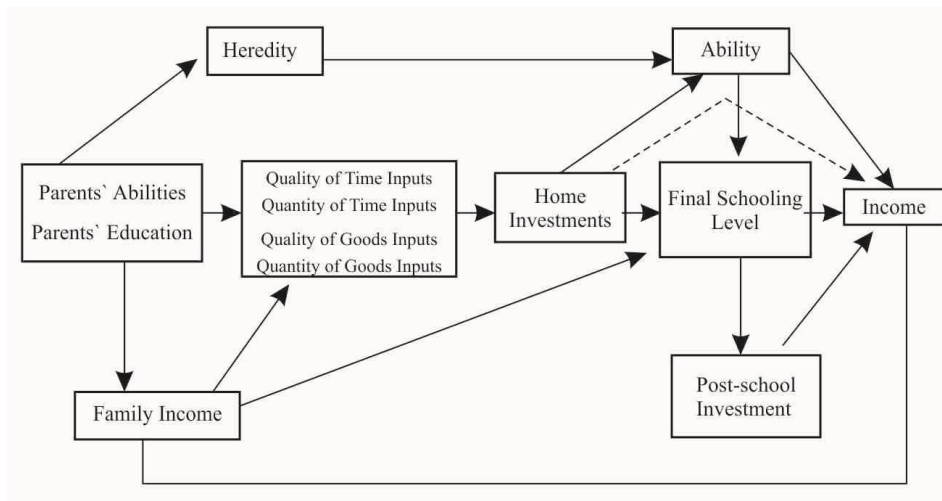 Heredity
Ability
Parents` Abilities
Parents` Education
Quality of Time Inputs
Quantity of Time Inputs
Quality of Goods Inputs
Quantity of Goods Inputs
Home
Investments
Final Schooling
Level
Income
Family Income
Post-school
Investment